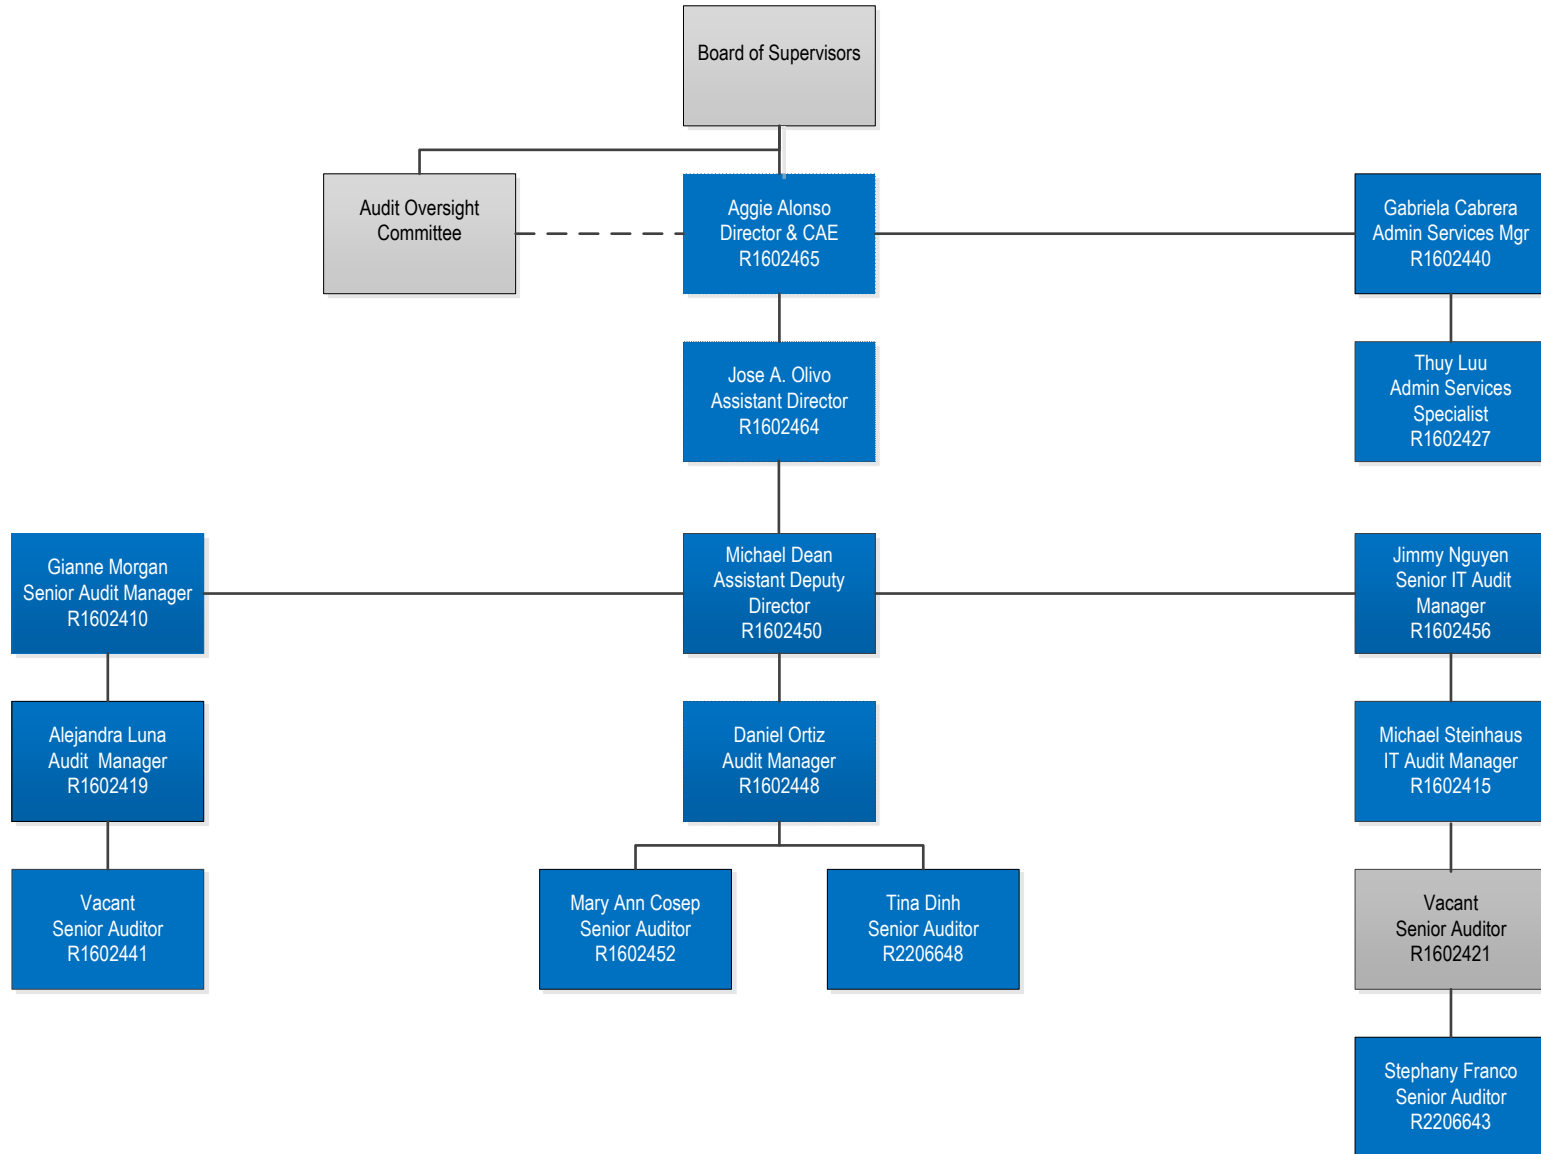 Board of Supervisors
Audit Oversight
Committee
Aggie Alonso
Director & CAE
R1602465
Gabriela Cabrera
Admin Services Mgr
R1602440
Jose A. Olivo
Assistant Director
R1602464
Thuy Luu
Admin Services
Specialist
R1602427
Gianne Morgan
Senior Audit Manager
R1602410
Michael Dean
Assistant Deputy
Director
R1602450
Jimmy Nguyen
Senior IT Audit
Manager
R1602456
Alejandra Luna
Audit  Manager
R1602419
Daniel Ortiz
Audit Manager
R1602448
Michael Steinhaus
IT Audit Manager
R1602415
Vacant
Senior Auditor
R1602441
Mary Ann Cosep
Senior Auditor
R1602452
Tina Dinh
Senior Auditor
R2206648
Vacant
Senior Auditor
R1602421
Stephany Franco
Senior Auditor
R2206643